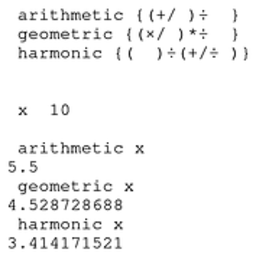 arithmetic {(+/ )÷  }
geometric {(×/ )*÷  }
harmonic {(  )÷(+/÷ )}
x  10
arithmetic x
5.5
geometric x
4.528728688
harmonic x
3.414171521